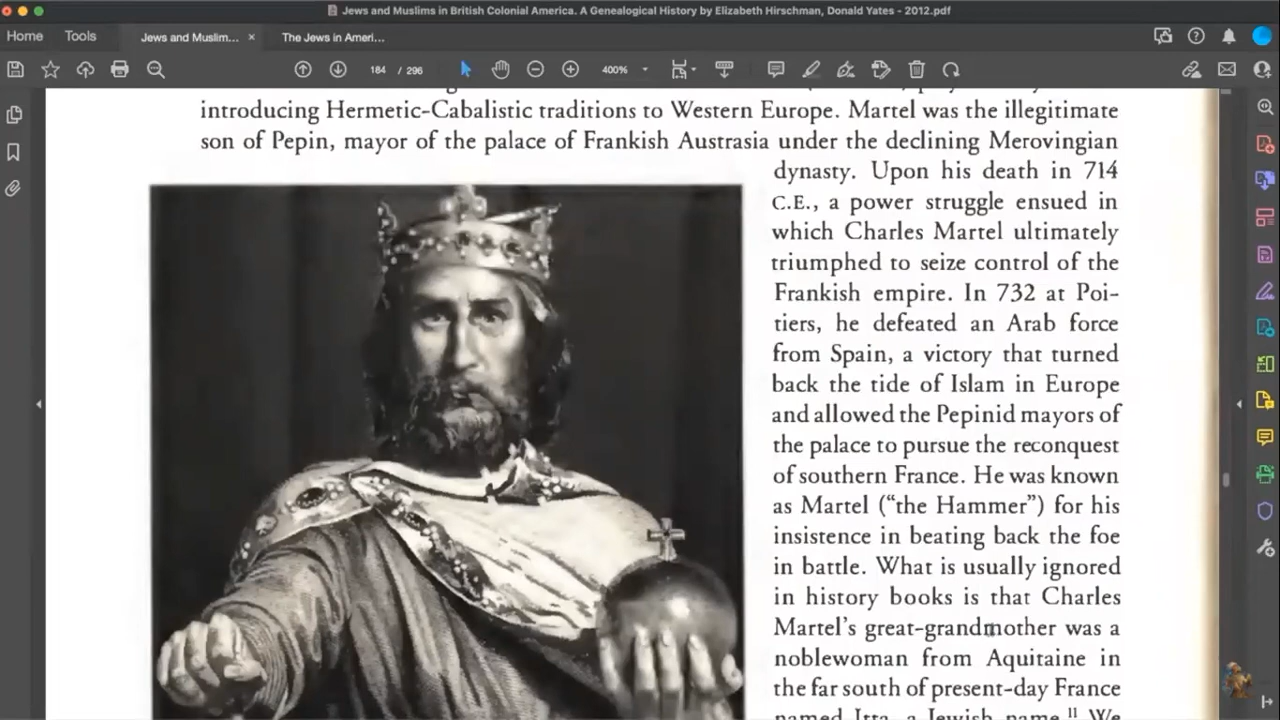 Jews and Muslims in British Colonial America. A Genealogical History by Elizabeth Hirschman, Donald Yates - 2012.pdf
Home Tools Jews and Muslim... × The Jews in Ameri...
184 / 296 400%
introducing Hermetic-Cabalistic traditions to Western Europe. Martel was the illegitimate
son of Pepin, mayor of the palace of Frankish Austrasia under the declining Merovingian
dynasty. Upon his death in 714
C.E., a power struggle ensued in
which Charles Martel ultimately
triumphed to seize control of the
Frankish empire. In 732 at Poi-
tiers, he defeated an Arab force
from Spain, a victory that turned
back the tide of Islam in Europe
and allowed the Pepinid mayors of
the palace to pursue the reconquest
of southern France. He was known
as Martel (“the Hammer”) for his
insistence in beating back the foe
in battle. What is usually ignored
in history books is that Charles
Martel’s great-grandmother was a
noblewoman from Aquitaine in
the far south of present-day France
named Itta, a Jewish name.11 We